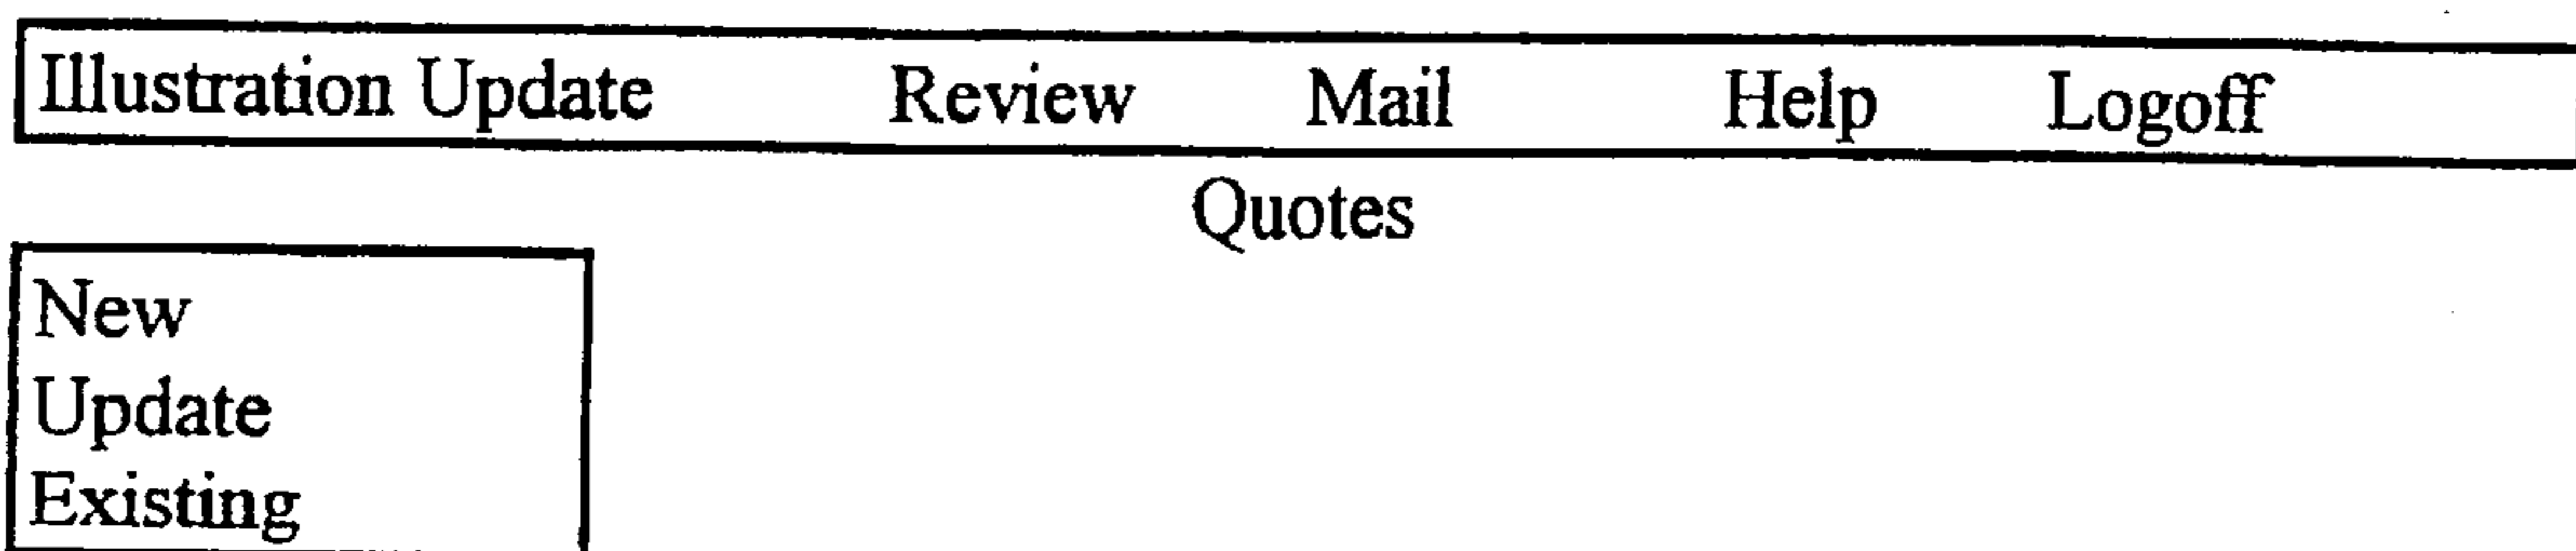 Illustration Update Review Mail Help Logoff
Quotes
New
Update
Existing